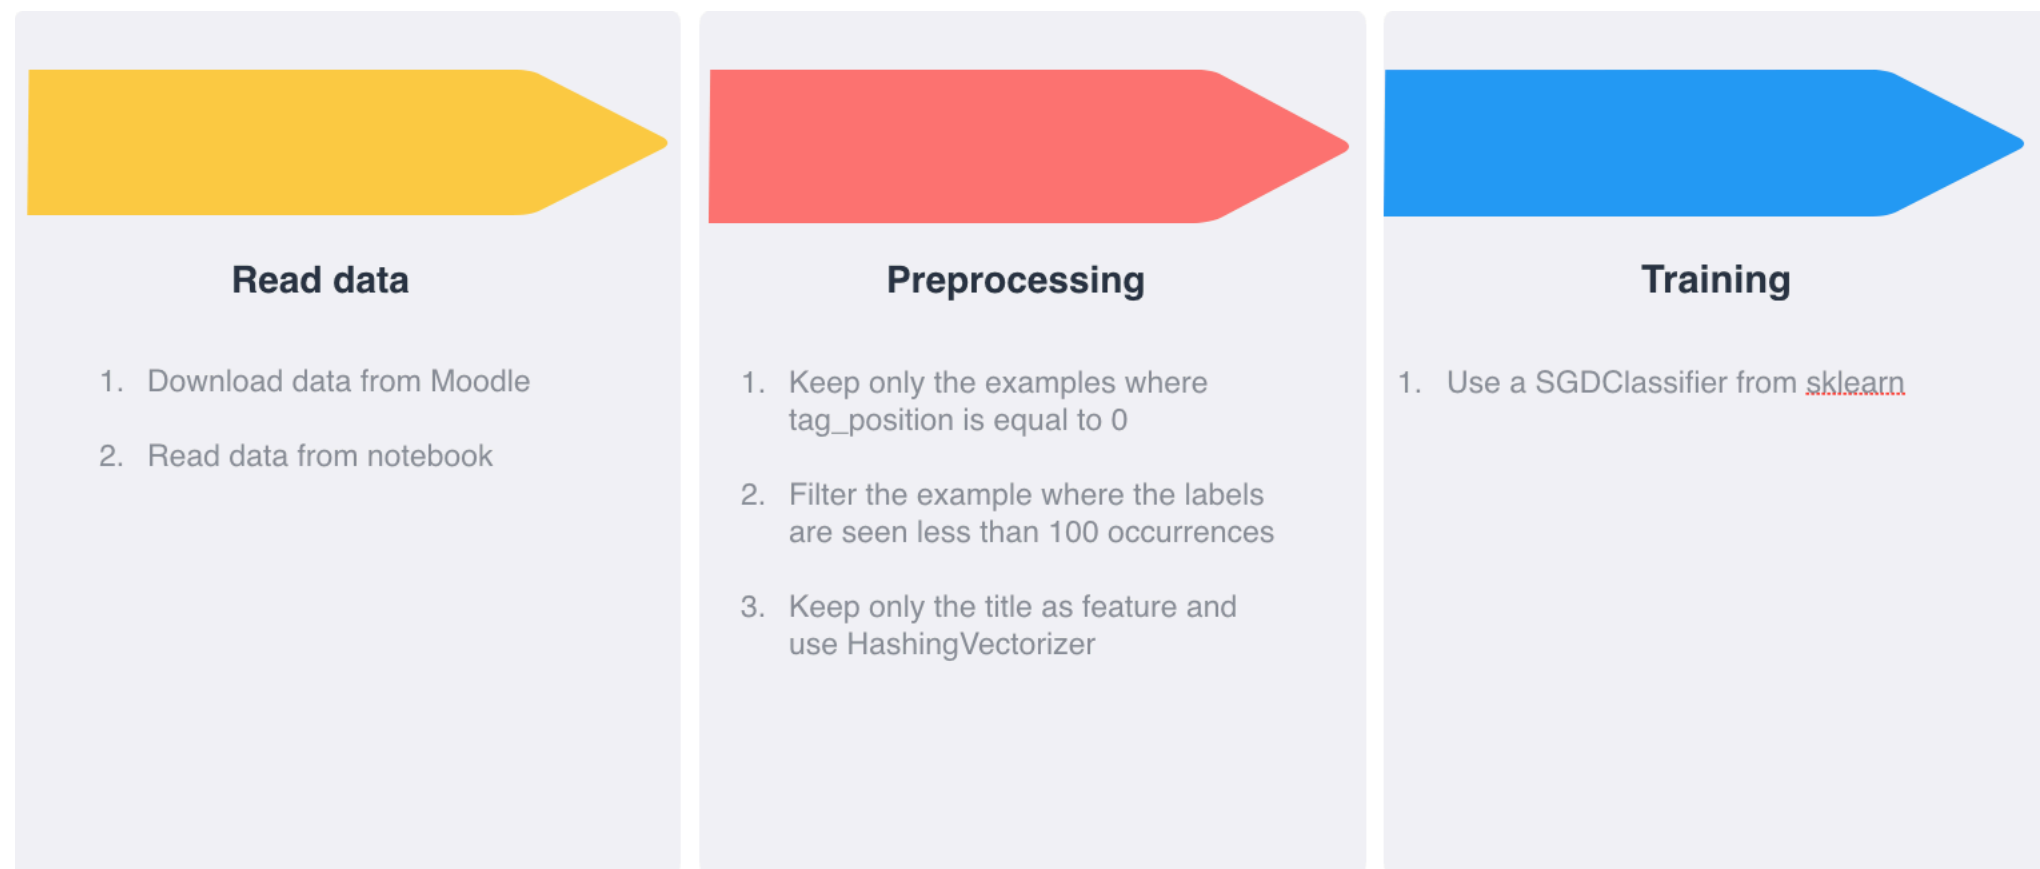 Read data
1. Download data from Moodle
2. Read data from notebook
Preprocessing
1. Keep only the examples where
tag_position is equal to 0
2. Filter the example where the labels
are seen less than 100 occurrences
3. Keep only the title as feature and
use HashingVectorizer
Training
1. Use a SGDClassifier from sklearn